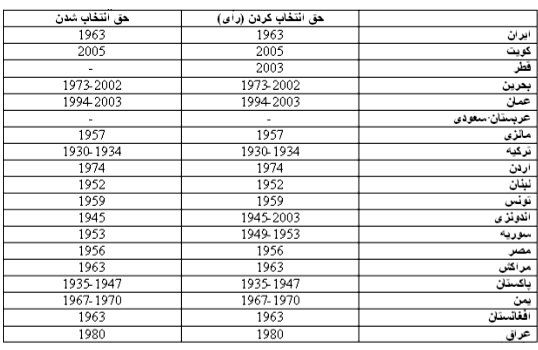 حق انتخاب کردن (رأی) حق انتخاب شدن
ایران 1963 1963
کویت 2005 2005
قطر 2003 -
بحرین 1973-2002 1973-2002
عمان 1994-2003 1994-2003
عربستان-سعودی - -
مالزی 1957 1957
ترکیه 1930-1934 1930-1934
اردن 1974 1974
لبنان 1952 1952
تونس 1959 1959
اندونزی 1945-2003 1945
سوریه 1949-1953 1953
مصر 1956 1956
مراکش 1963 1963
پاکستان 1935-1947 1935-1947
یمن 1967-1970 1967-1970
افغانستان 1963 1963
عراق 1980 1980